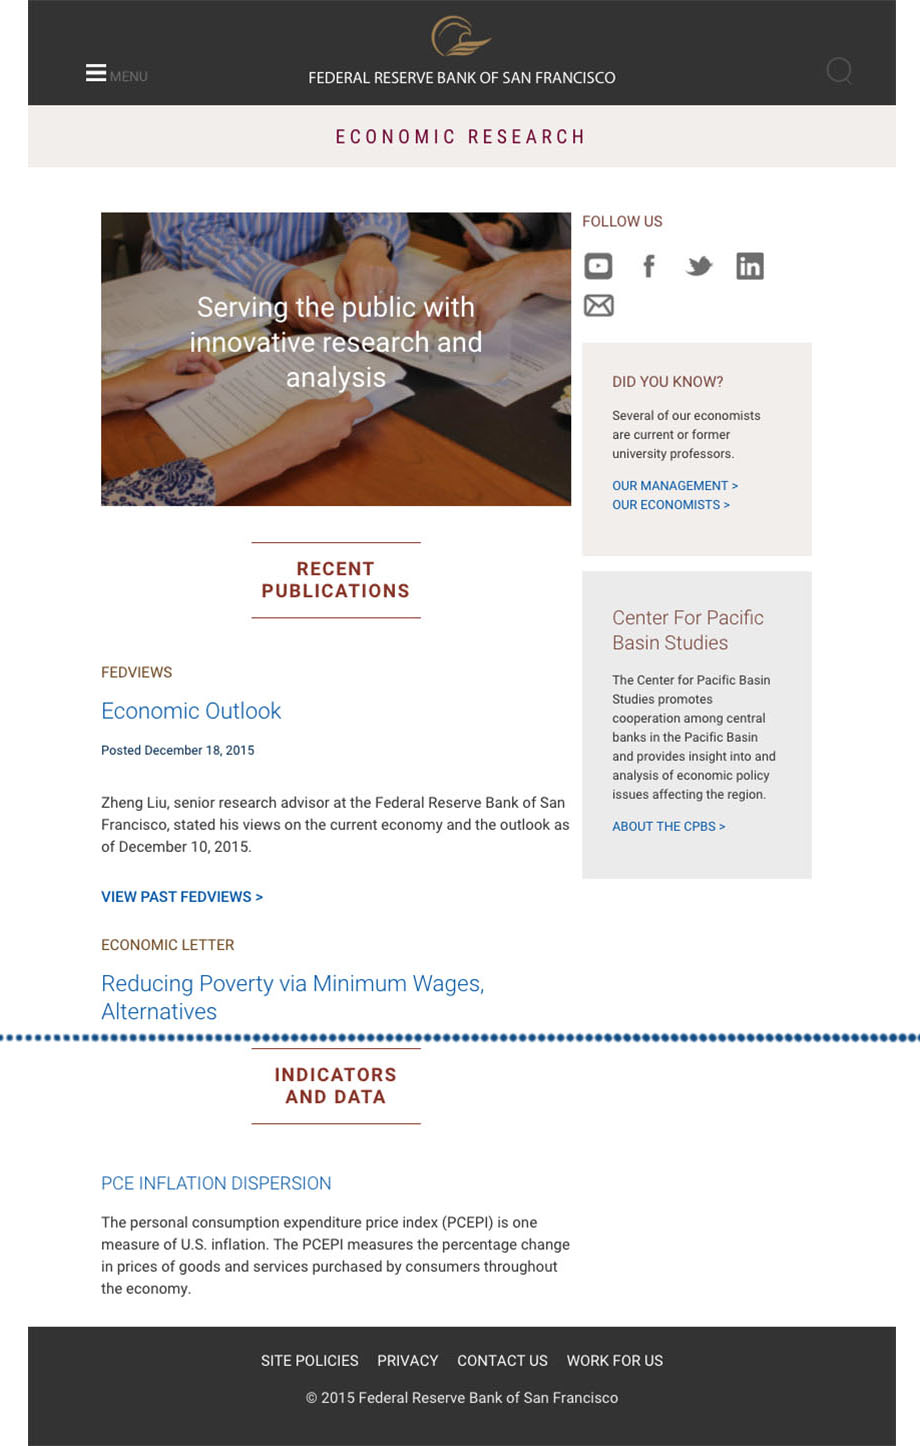 MENU
FEDERAL RESERVE BANK OF SAN FRANCISCO
ECONOMIC RESEARCH
Serving the public with
innovative research and
analysis
RECENT
PUBLICATIONS
FEDVIEWS
Economic Outlook
Posted December 18, 2015
Zheng Liu, senior research advisor at the Federal Reserve Bank of San
Francisco, stated his views on the current economy and the outlook as
of December 10, 2015.
VIEW PAST FEDVIEWS >
ECONOMIC LETTER
Reducing Poverty via Minimum Wages,
Alternatives
FOLLOW US
DID YOU KNOW?
Several of our economists
are current or former
university professors.
OUR MANAGEMENT >
OUR ECONOMISTS >
Center For Pacific
Basin Studies
The Center for Pacific Basin
Studies promotes
cooperation among central
banks in the Pacific Basin
and provides insight into and
analysis of economic policy
issues affecting the region.
ABOUT THE CPBS >
INDICATORS
AND DATA
PCE INFLATION DISPERSION
The personal consumption expenditure price index (PCEPI) is one
measure of U.S. inflation. The PCEPI measures the percentage change
in prices of goods and services purchased by consumers throughout
the economy.
SITE POLICIES PRIVACY CONTACT US WORK FOR US
© 2015 Federal Reserve Bank of San Francisco